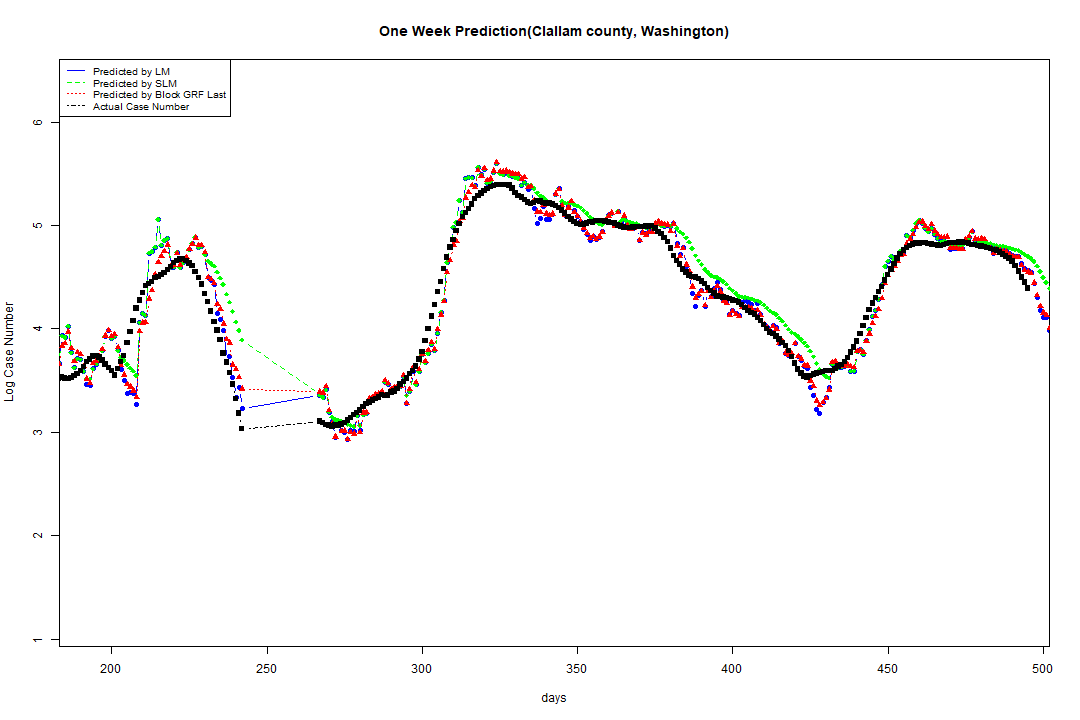 One Week Prediction(Clallam county, Washington)
Predicted by LM
Predicted by SLM
Predicted by Block GRF Last
Actual Case Number
Log Case Number
6
5
4
3
2
1
200 250 300 350 400 450 500
days